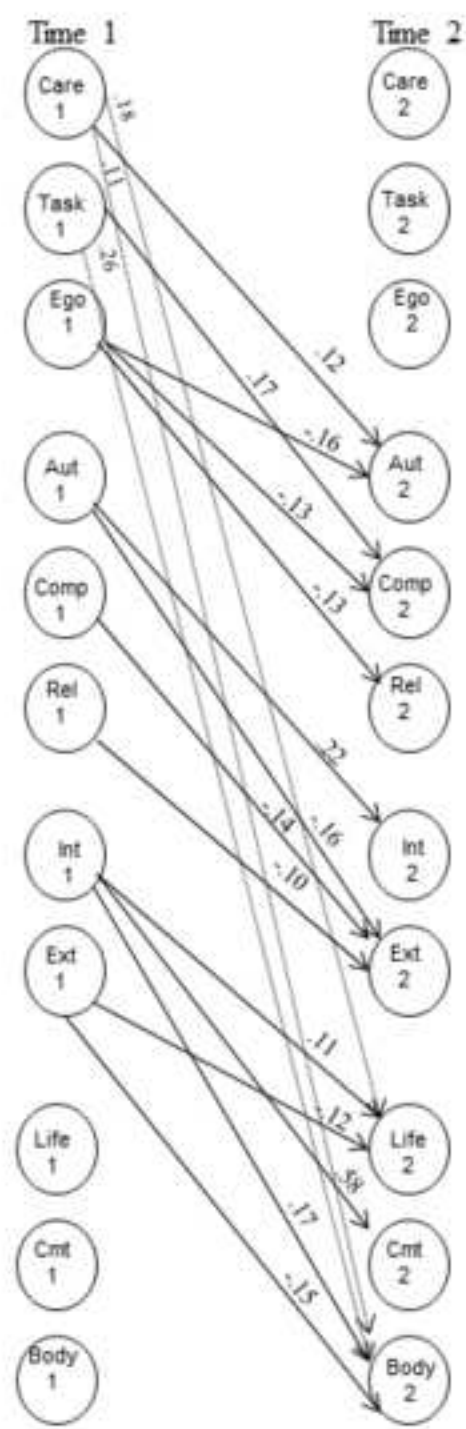 Time 1 Time 2
Care
1
Care
2
.18
.11
Task
1
Task
2
.26
Ego
1
Ego
2
.12
.17
-.16
Aut
1
Aut
2
-.13
Comp
1
Comp
2
-.13
Rel
1
Rel
2
.22
-.14
-.16
Int
1
Int
2
-.10
Ext
1
Ext
2
.11
-.12
Life
1
Life
2
.58
.17
Cmt
1
Cmt
2
-.15
Body
1
Body
2